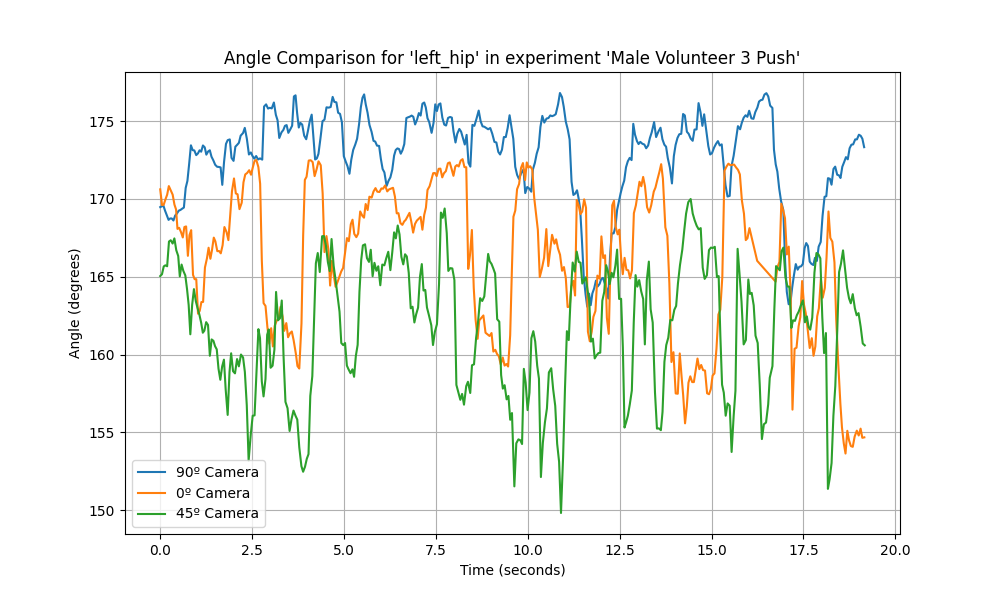 Angle Comparison for 'left_hip' in experiment 'Male Volunteer 3 Push'
Angle (degrees)
175
170
165
160
155
150
90º Camera
0º Camera
45º Camera
0.0 2.5 5.0 7.5 10.0 12.5 15.0 17.5 20.0
Time (seconds)